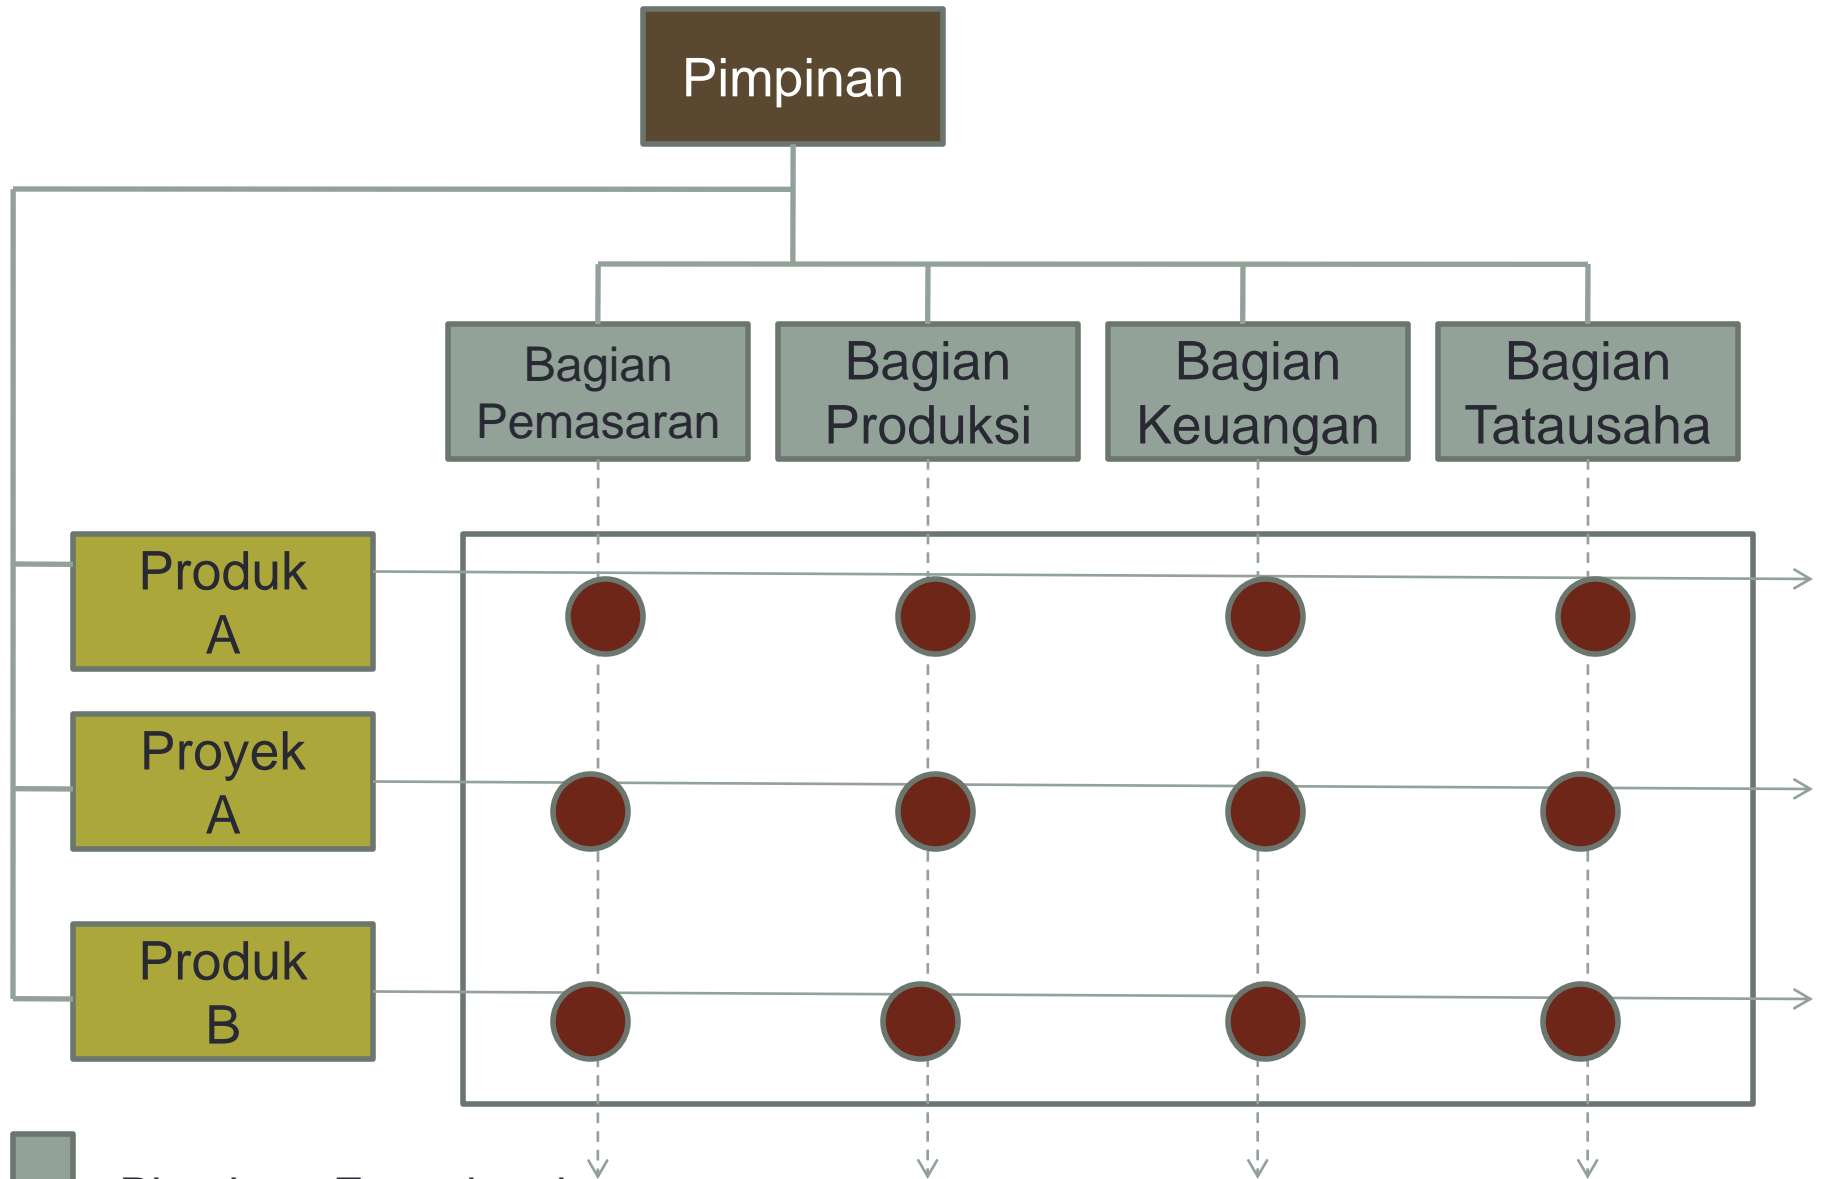 Pimpinan
Bagian
Pemasaran
Bagian
Produksi
Bagian
Keuangan
Bagian
Tatausaha
Produk
A
Proyek
A
Produk
B